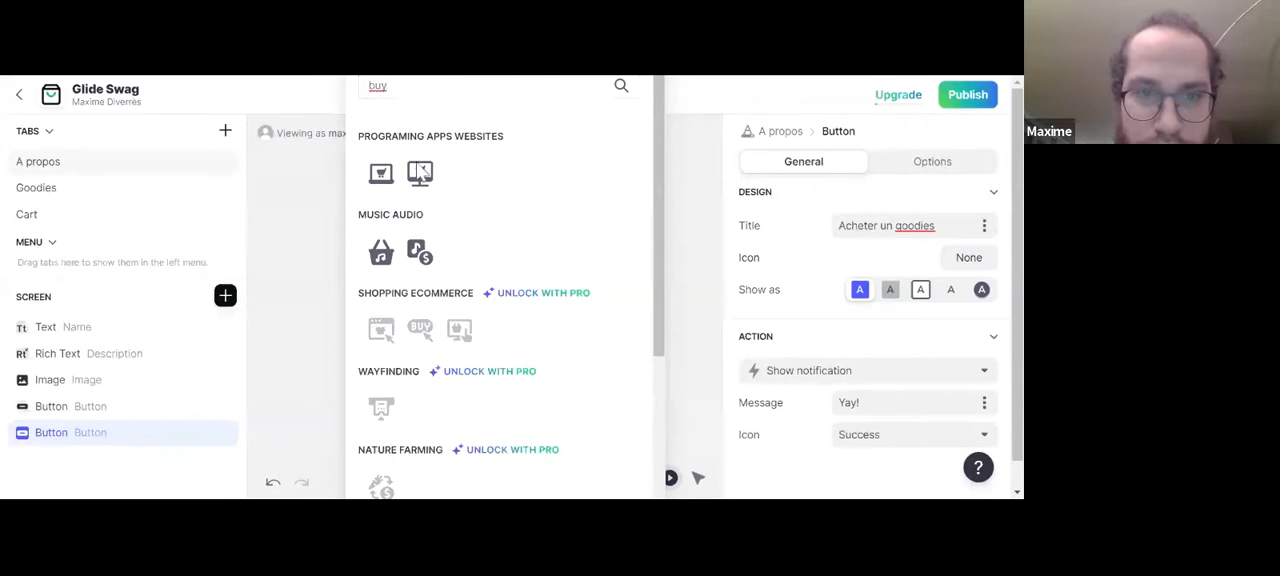 Glide Swag
Maxime Diverrès
TABS
A propos
Goodies
Cart
MENU
Drag tabs here to show them in the left menu.
SCREEN
Tt Text Name
Rt Rich Text Description
Image Image
Button Button
Button Button
Viewing as max
buy
PROGRAMING APPS WEBSITES
MUSIC AUDIO
SHOPPING ECOMMERCE UNLOCK WITH PRO
BUY
WAYFINDING UNLOCK WITH PRO
NATURE FARMING UNLOCK WITH PRO
Upgrade
Publish
A propos > Button
General
Options
DESIGN
Title Acheter un goodies
Icon None
Show as A A A A A
ACTION
Show notification
Message Yay!
Icon Success
?
Maxime